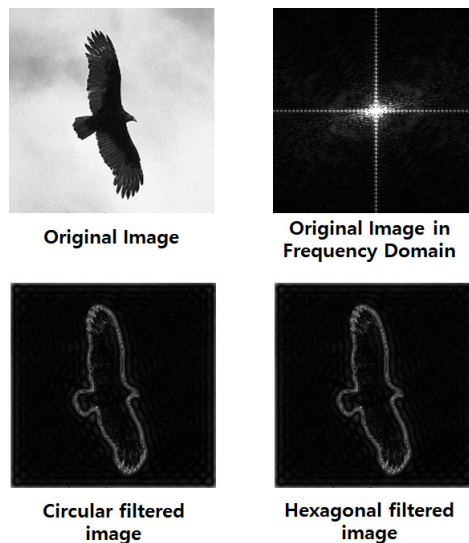 Original Image
Original Image in
Frequency Domain
Circular filtered
image
Hexagonal filtered
image